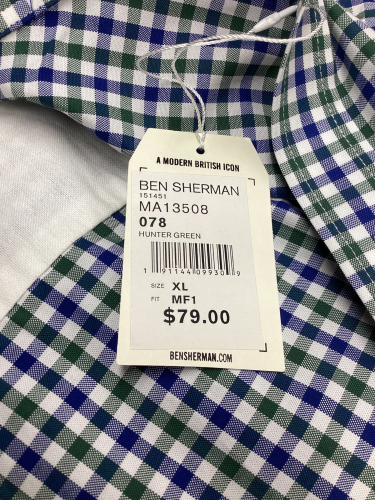 A MODERN BRITISH ICON
BEN SHERMAN
151451
MA13508
078
HUNTER GREEN
1 91144 09930 9
SIZE XL
FIT MF1
$79.00
BENSHERMAN.COM